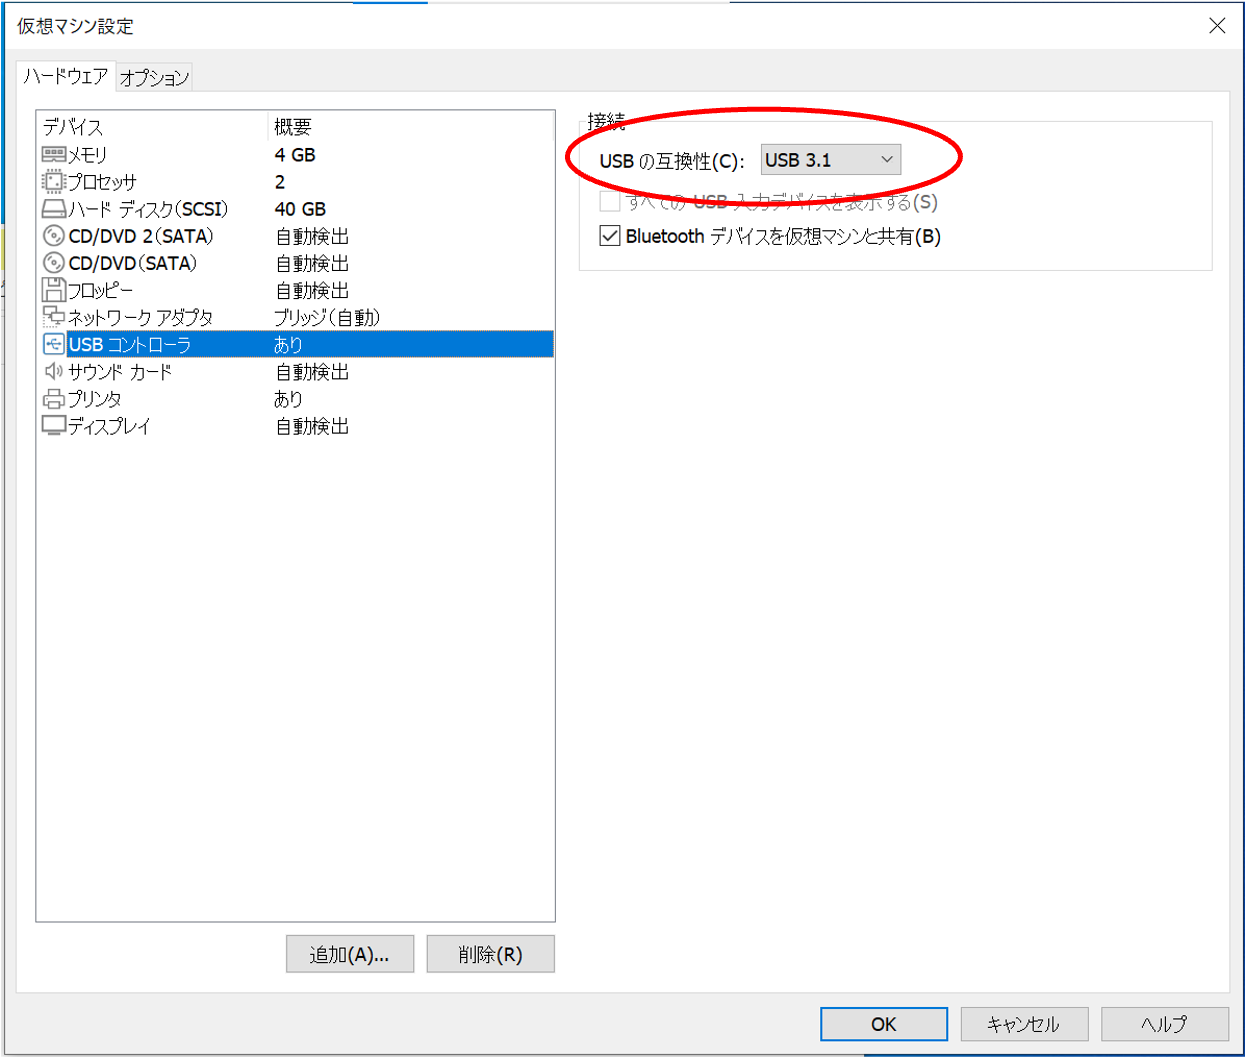 仮想マシン設定
ハードウェア オプション
デバイス 概要
メモリ 4 GB
プロセッサ 2
ハード ディスク(SCSI) 40 GB
CD/DVD 2(SATA) 自動検出
CD/DVD(SATA) 自動検出
フロッピー 自動検出
ネットワーク アダプタ ブリッジ(自動)
USB コントローラ あり
サウンド カード 自動検出
プリンタ あり
ディスプレイ 自動検出
追加(A)... 削除(R)
接続
USB の互換性(C): USB 3.1
すべての USB 入力デバイスを表示する(S)
Bluetooth デバイスを仮想マシンと共有(B)
OK キャンセル ヘルプ